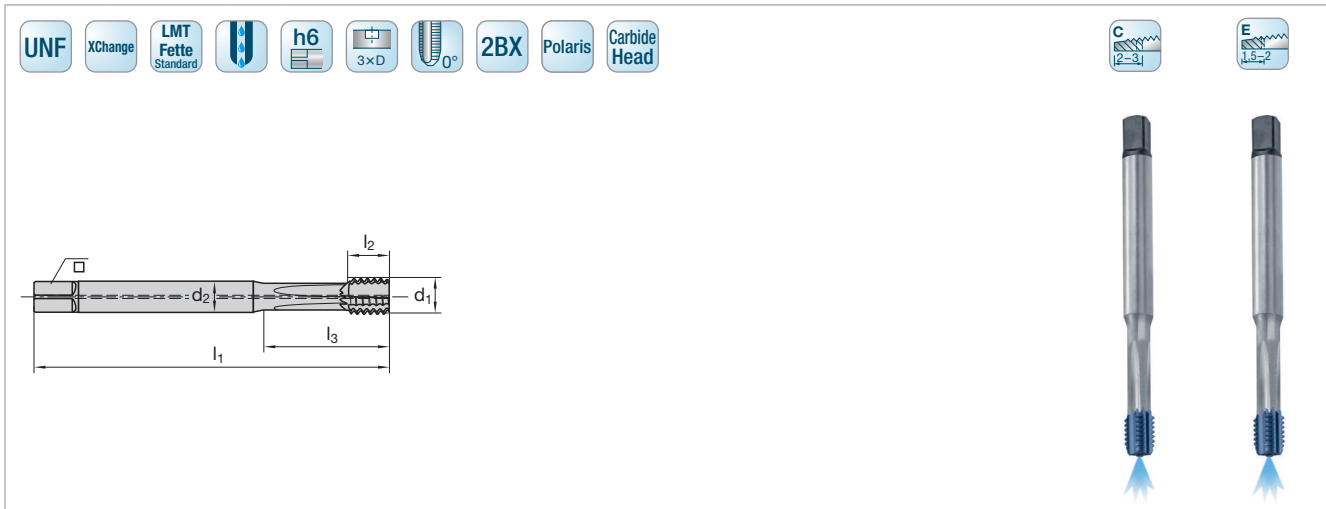 UNF
XChange
LMT
Fette
Standard
h6
3×D
0°
2BX
Polaris
Carbide
Head
C
2–3
E
1,5–2
l2
d2
d1
l3
l1